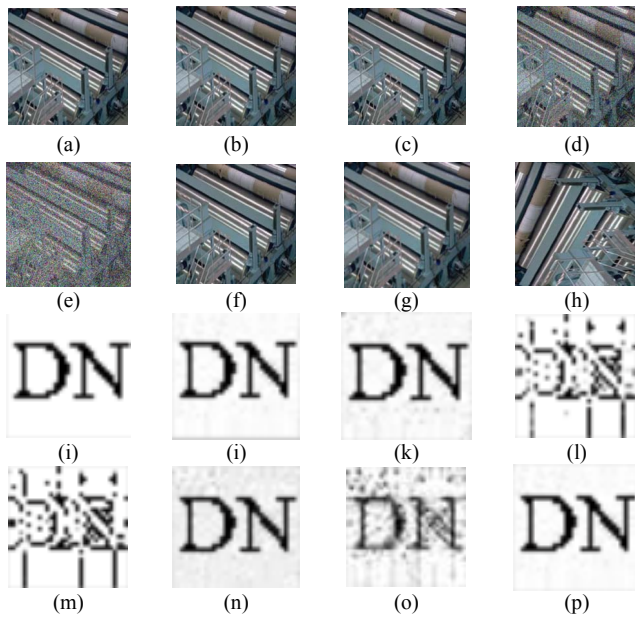 (a) (b) (c) (d)
(e) (f) (g) (h)
DN DN DN
(i) (i) (k) (l)
DN DN DN
(m) (n) (o) (p)